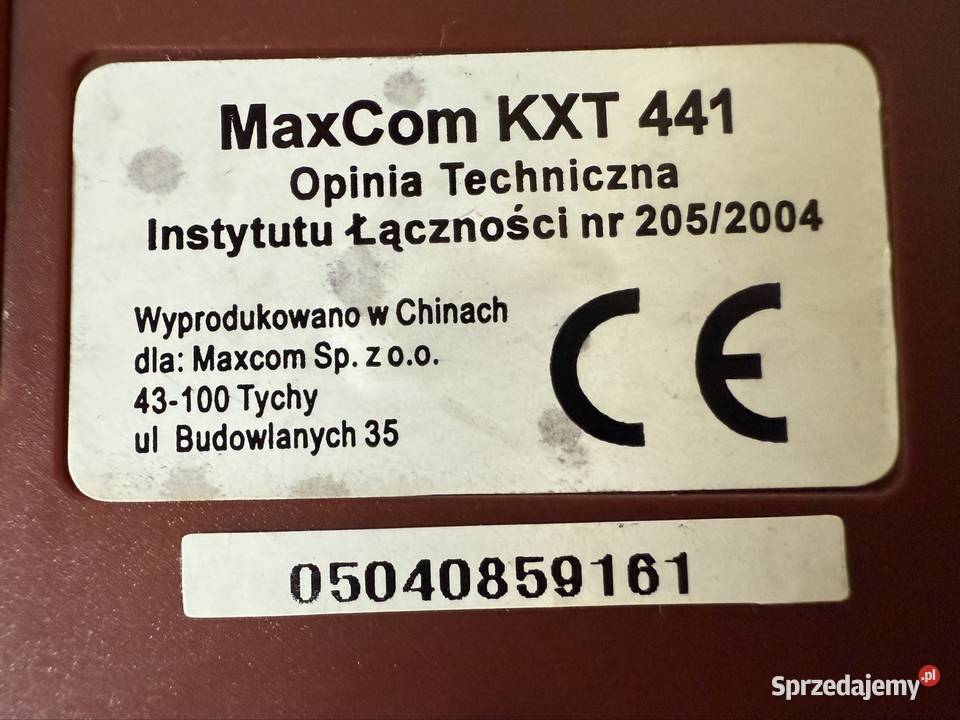 MaxCom KXT 441
Opinia Techniczna
Instytutu Łączności nr 205/2004
Wyprodukowano w Chinach
dla: Maxcom Sp. z o.o.
43-100 Tychy
ul Budowlanych 35
CE
05040859161
Sprzedajemy.pl